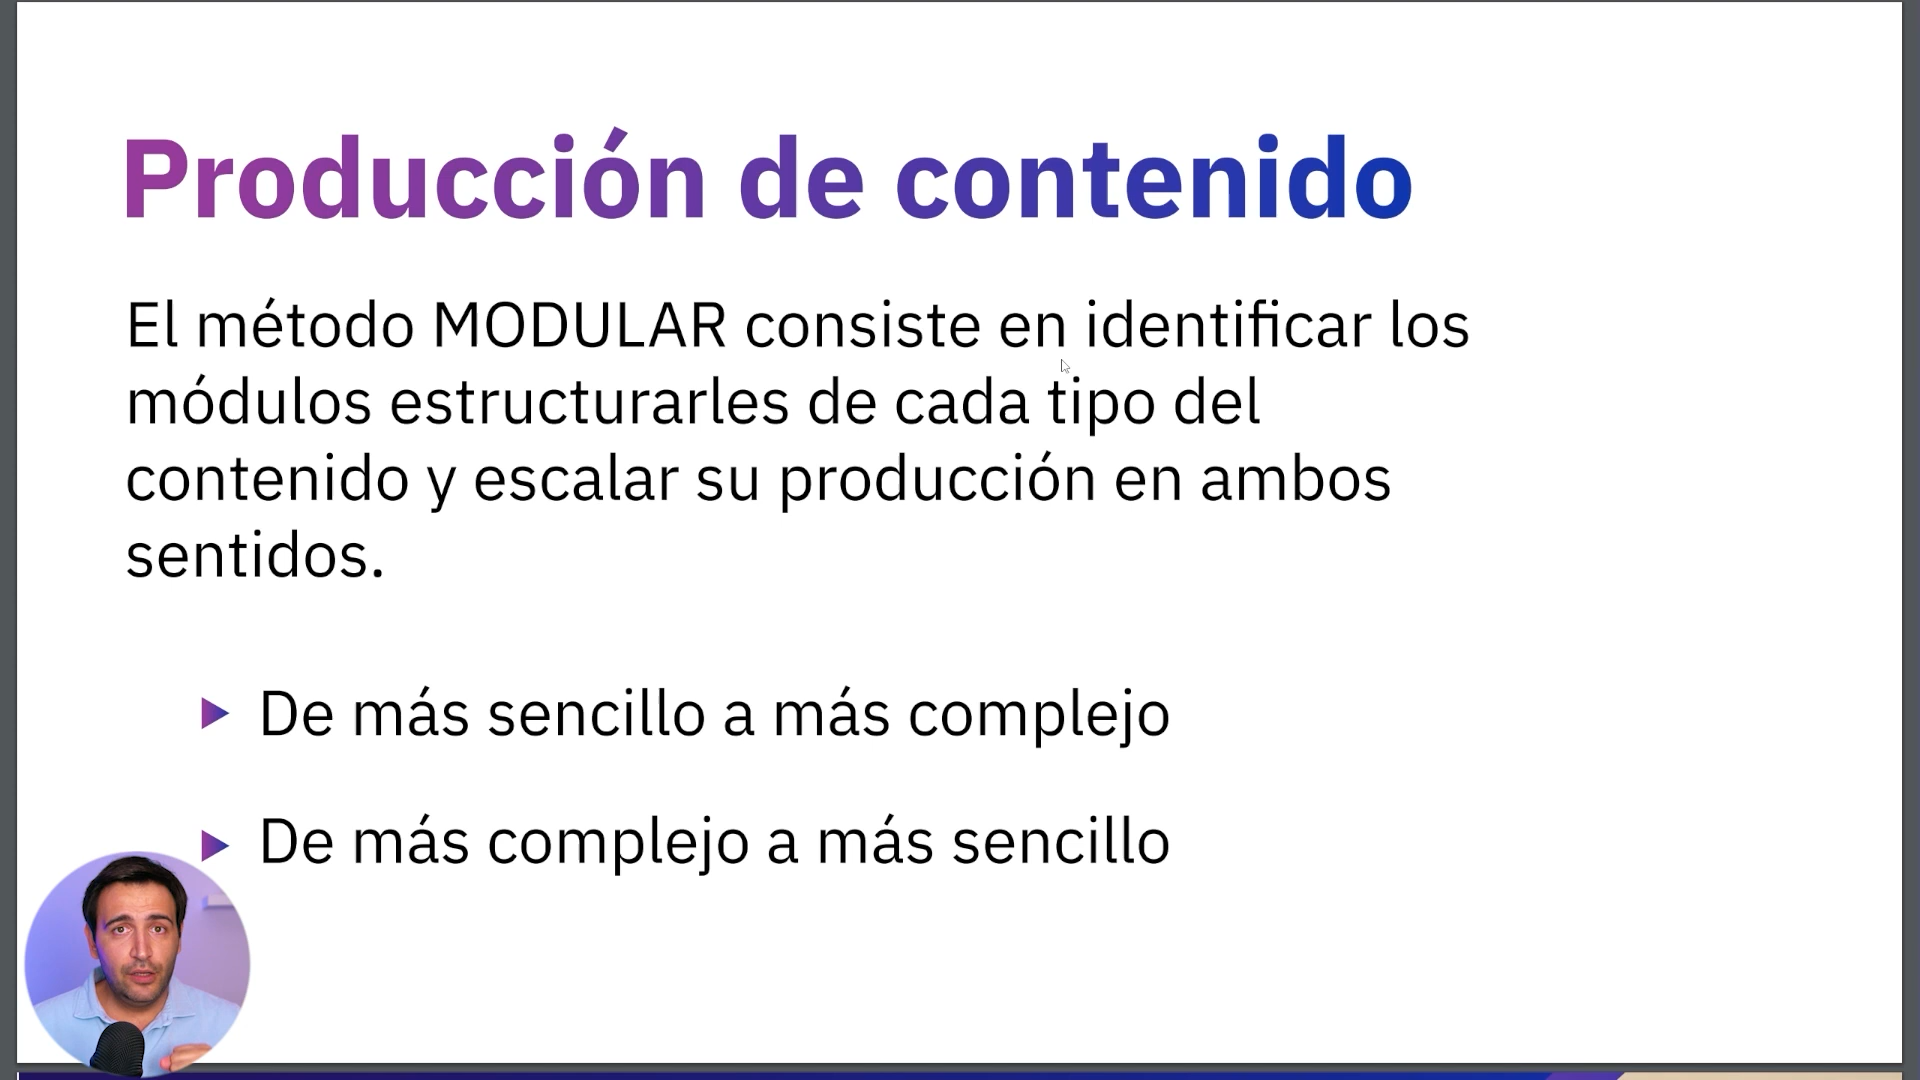 Producción de contenido
El método MODULAR consiste en identificar los
módulos estructurarles de cada tipo del
contenido y escalar su producción en ambos
sentidos.
De más sencillo a más complejo
De más complejo a más sencillo